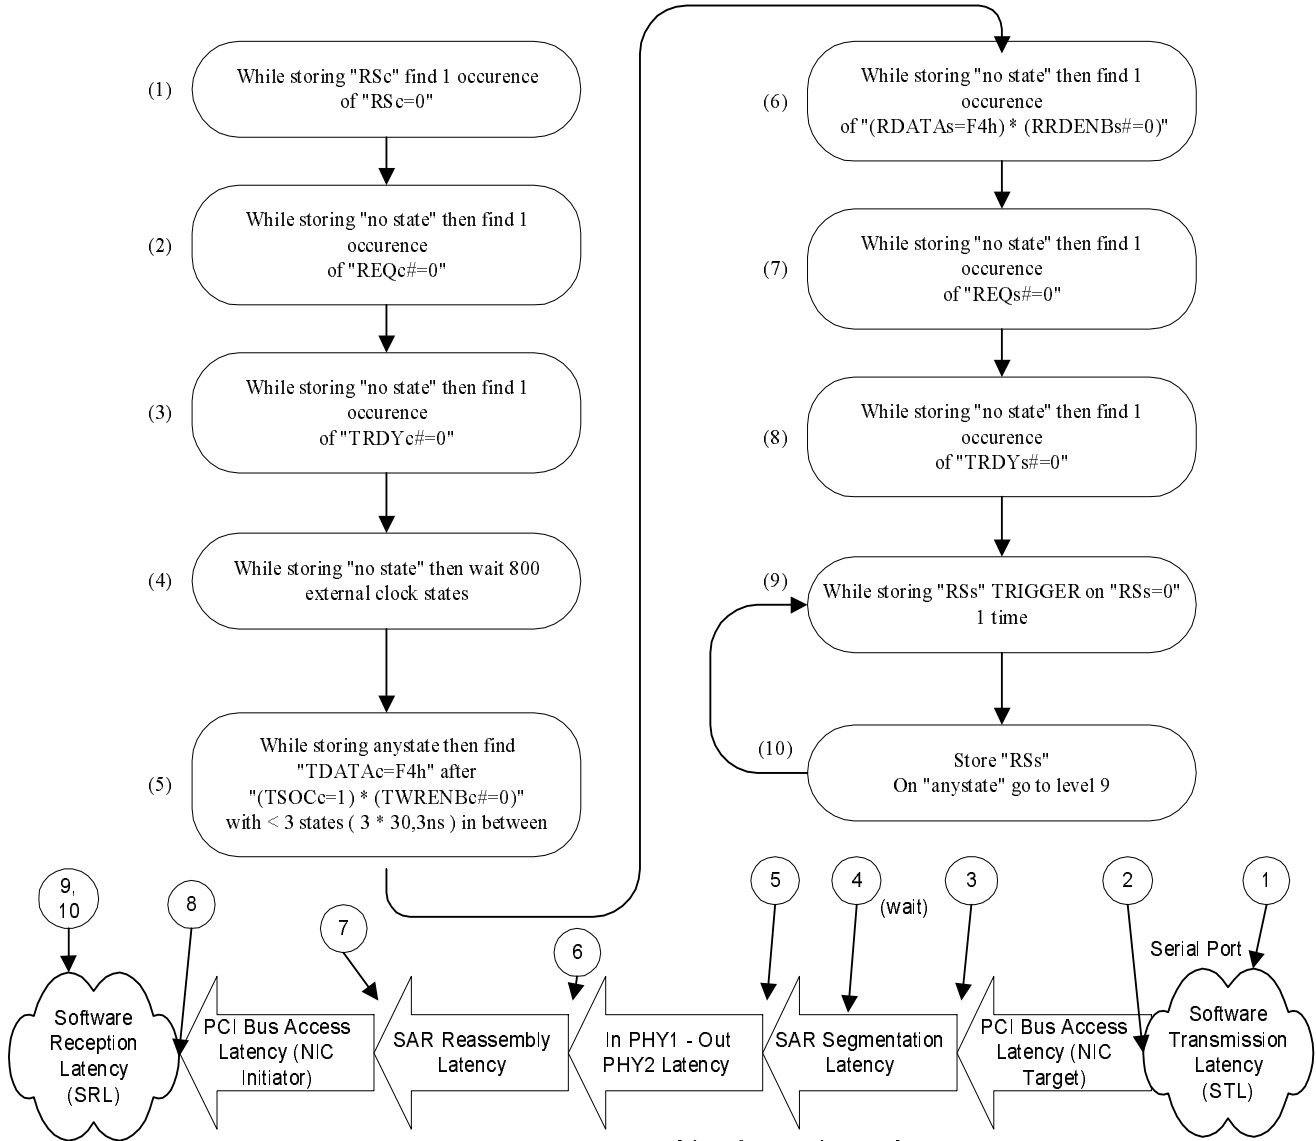 (1)
While storing "RSc" find 1 occurence
of "RSc=0"
(2)
While storing "no state" then find 1
occurence
of "REQc#=0"
(3)
While storing "no state" then find 1
occurence
of "TRDYc#=0"
(4)
While storing "no state" then wait 800
external clock states
(5)
While storing anystate then find
"TDATAc=F4h" after
"(TSOCc=1) * (TWRENBc#=0)"
with < 3 states ( 3 * 30,3ns ) in between
(6)
While storing "no state" then find 1
occurence
of "(RDATAs=F4h) * (RRDENBs#=0)"
(7)
While storing "no state" then find 1
occurence
of "REQs#=0"
(8)
While storing "no state" then find 1
occurence
of "TRDYs#=0"
(9)
While storing "RSs" TRIGGER on "RSs=0"
1 time
(10)
Store "RSs"
On "anystate" go to level 9
9,
10
8
7
6
5
4
(wait)
3
2
1
Serial Port
Software
Reception
Latency
(SRL)
PCI Bus Access
Latency (NIC
Initiator)
SAR Reassembly
Latency
In PHY1 - Out
PHY2 Latency
SAR Segmentation
Latency
PCI Bus Access
Latency (NIC
Target)
Software
Transmission
Latency
(STL)